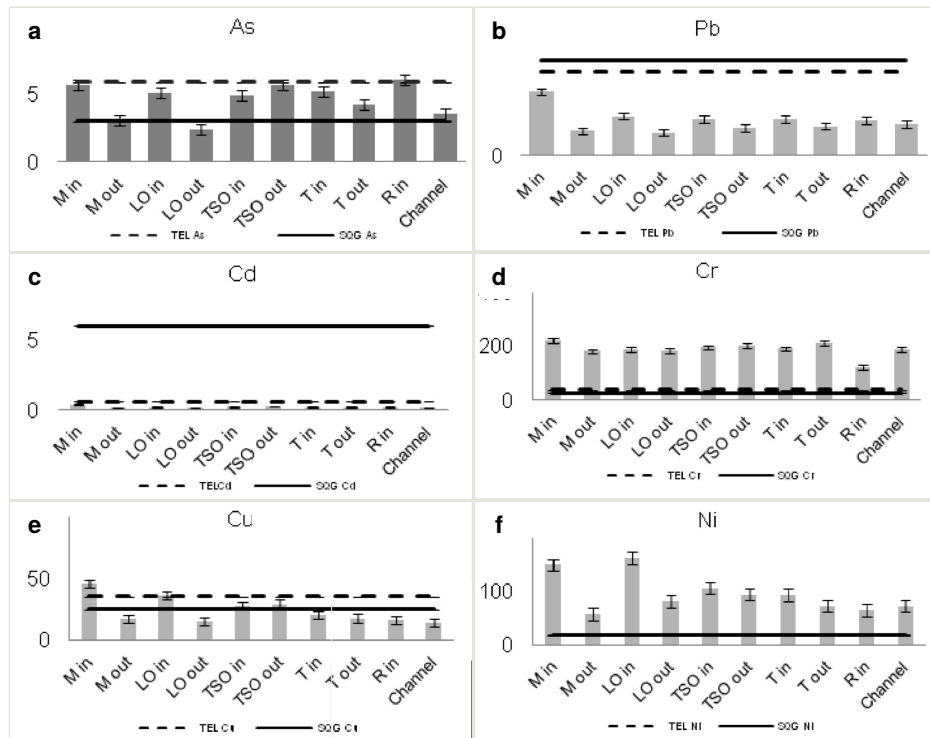 a
As
5
0
M in
M out
LO in
LO out
TSO in
TSO out
T in
T out
R in
Channel
TEL As
SQG As
b
Pb
0
M in
M out
LO in
LO out
TSO in
TSO out
T in
T out
R in
Channel
TEL Pb
SQG Pb
c
Cd
5
0
M in
M out
LO in
LO out
TSO in
TSO out
T in
T out
R in
Channel
TELCd
SQG Cd
d
Cr
200
0
M in
M out
LO in
LO out
TSO in
TSO out
T in
T out
R in
Channel
TEL Cr
SQG Cr
e
Cu
50
0
M in
M out
LO in
LO out
TSO in
TSO out
T in
T out
R in
Channel
TEL Cu
SQG Cu
f
Ni
100
0
M in
M out
LO in
LO out
TSO in
TSO out
T in
T out
R in
Channel
TEL Ni
SQG Ni